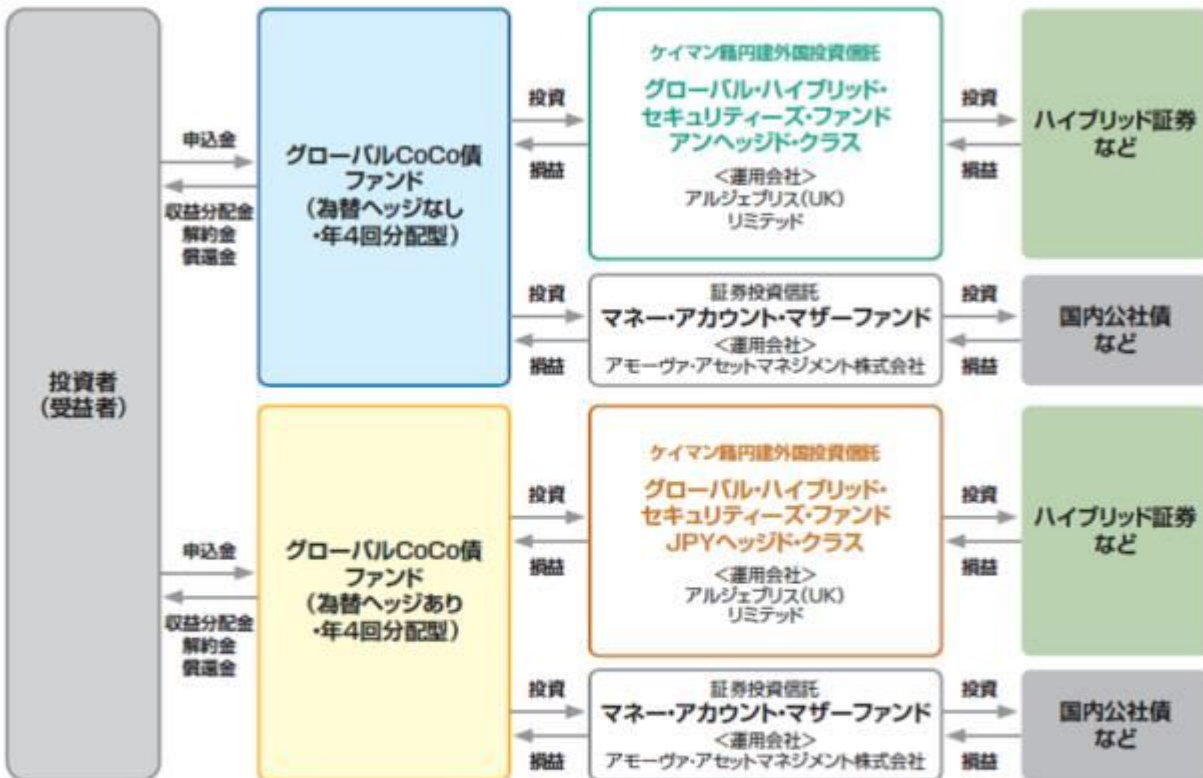 投資者
（受益者）
申込金
収益分配金
解約金
償還金
グローバルCoCo債
ファンド
（為替ヘッジなし
・年4回分配型）
投資
損益
ケイマン籍円建外国投資信託
グローバル・ハイブリッド・
セキュリティーズ・ファンド
アンヘッジド・クラス
＜運用会社＞
アルジェブリス（UK）
リミテッド
投資
損益
ハイブリッド証券
など
投資
損益
証券投資信託
マネー・アカウント・マザーファンド
＜運用会社＞
アモーヴァ・アセットマネジメント株式会社
投資
損益
国内公社債
など
申込金
収益分配金
解約金
償還金
グローバルCoCo債
ファンド
（為替ヘッジあり
・年4回分配型）
投資
損益
ケイマン籍円建外国投資信託
グローバル・ハイブリッド・
セキュリティーズ・ファンド
JPYヘッジド・クラス
＜運用会社＞
アルジェブリス（UK）
リミテッド
投資
損益
ハイブリッド証券
など
投資
損益
証券投資信託
マネー・アカウント・マザーファンド
＜運用会社＞
アモーヴァ・アセットマネジメント株式会社
投資
損益
国内公社債
など